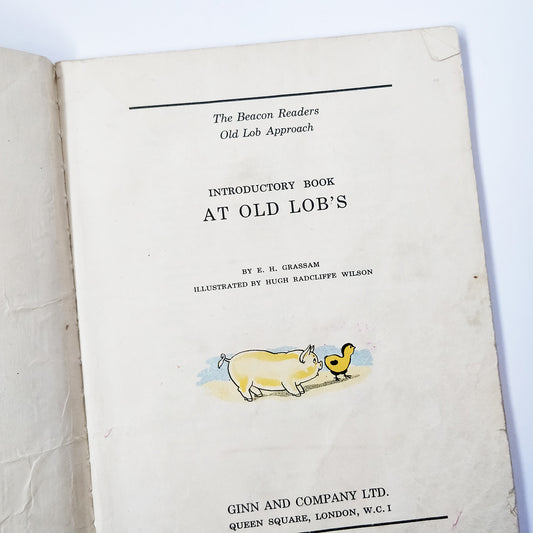 The Beacon Readers
Old Lob Approach
INTRODUCTORY BOOK
AT OLD LOB'S
BY E. H. GRASSAM
ILLUSTRATED BY HUGH RADCLIFFE WILSON
GINN AND COMPANY LTD.
QUEEN SQUARE, LONDON, W.C. I